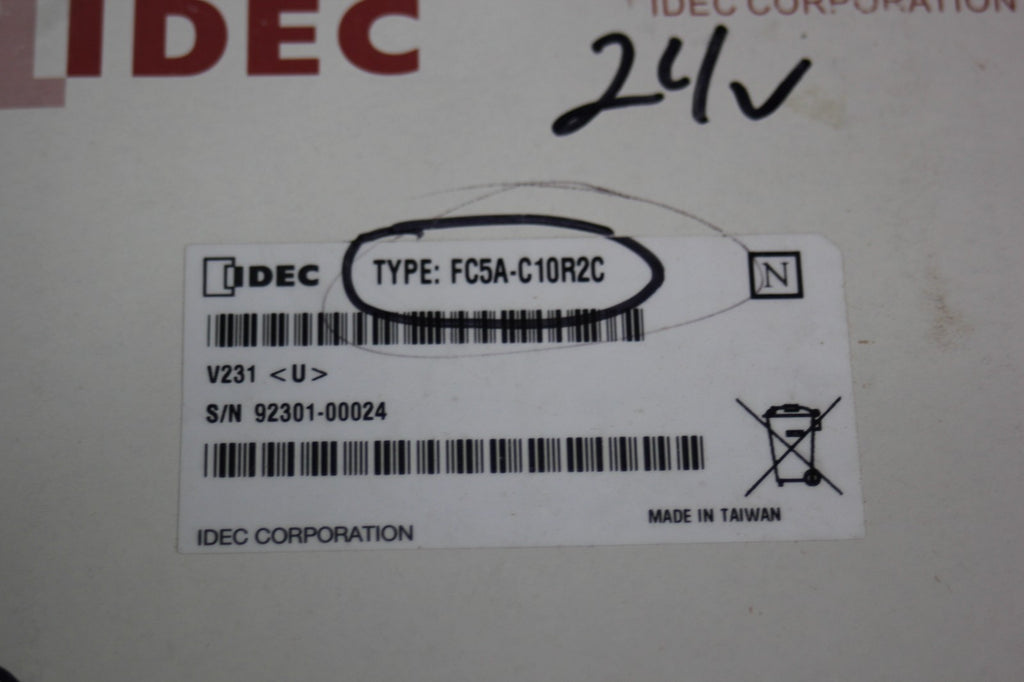 IDEC
IDEC CORPORATION
24v
IDEC
TYPE: FC5A-C10R2C
N
V231 <U>
S/N 92301-00024
MADE IN TAIWAN
IDEC CORPORATION